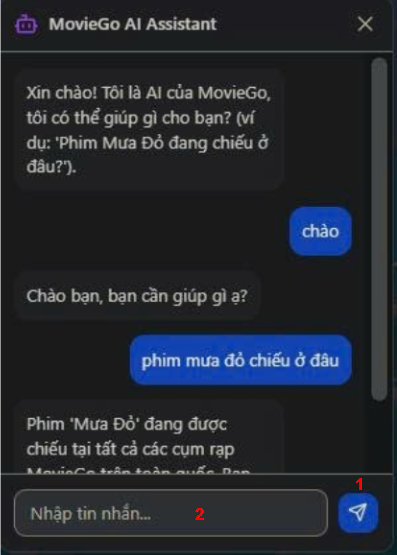 MovieGo AI Assistant
Xin chào! Tôi là AI của MovieGo,
tôi có thể giúp gì cho bạn? (ví
dụ: 'Phim Mưa Đỏ đang chiếu ở
đâu?').
chào
Chào bạn, bạn cần giúp gì ạ?
phim mưa đỏ chiếu ở đâu
Phim 'Mưa Đỏ' đang được
chiếu tại tất cả các cụm rạp
MovieGo trên toàn quốc. Bạn
1
Nhập tin nhắn... 2